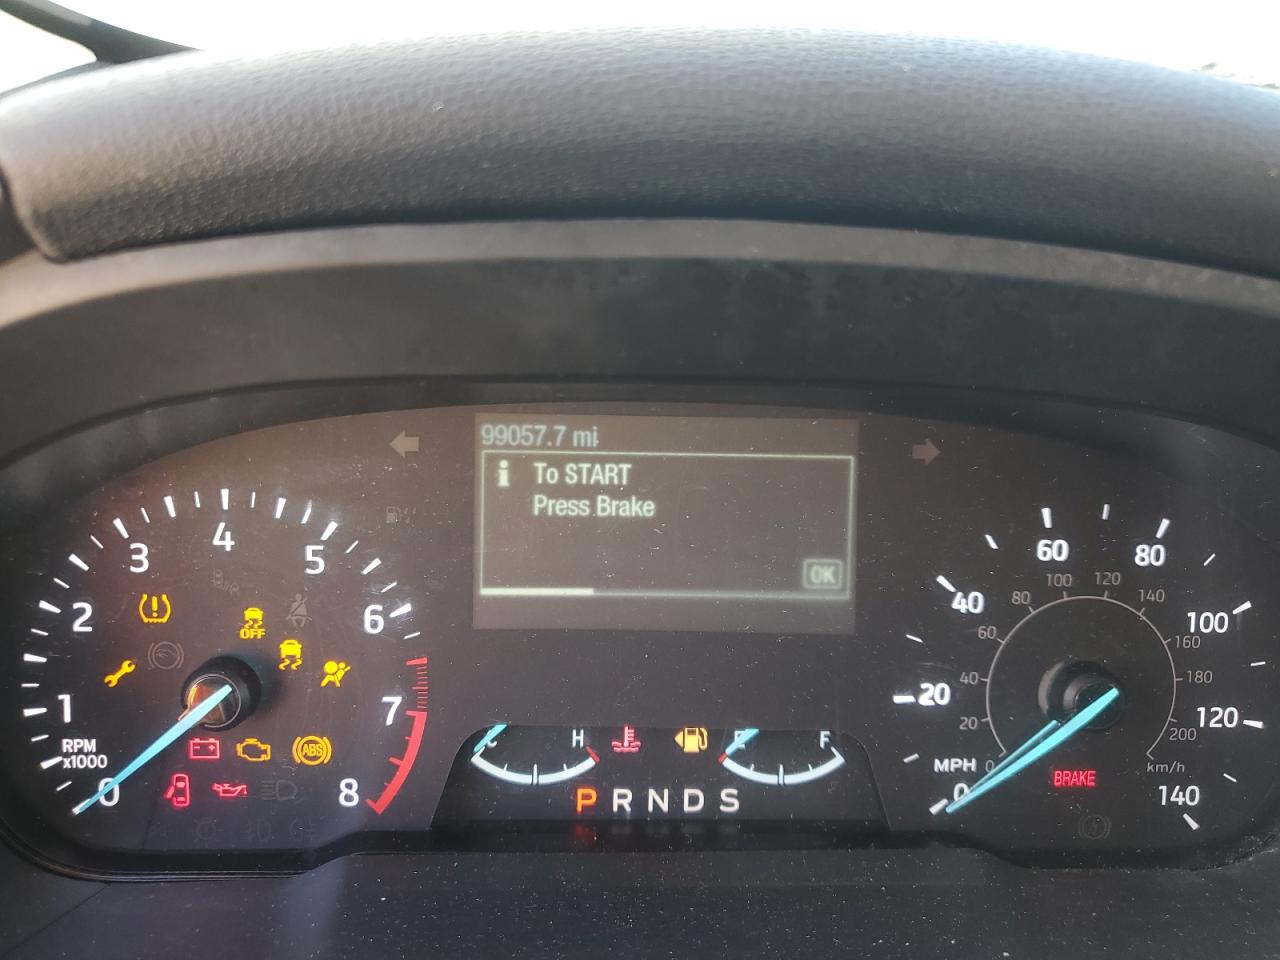 99057.7 mi
i To START
Press Brake
OK
0 1 2 3 4 5 6 7 8
RPM
x1000
OFF
ABS
C H
E F
P R N D S
0 20 40 60 80 100 120 140
MPH
0 20 40 60 80 100 120 140 160 180 200
km/h
BRAKE